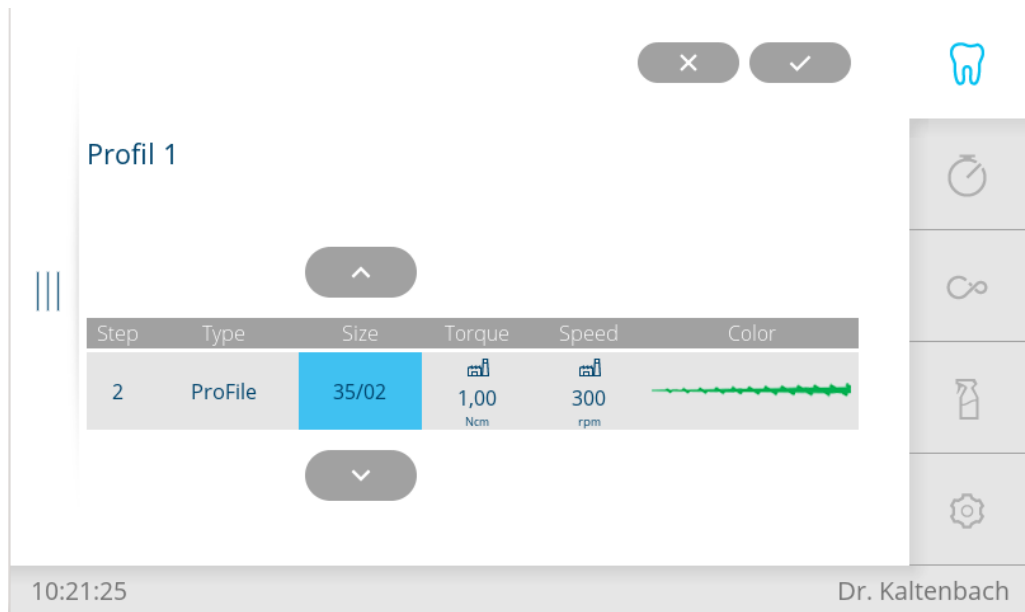 Profil 1
Step Type Size Torque Speed Color
2 ProFile 35/02 1,00 Ncm 300 rpm
10:21:25 Dr. Kaltenbach